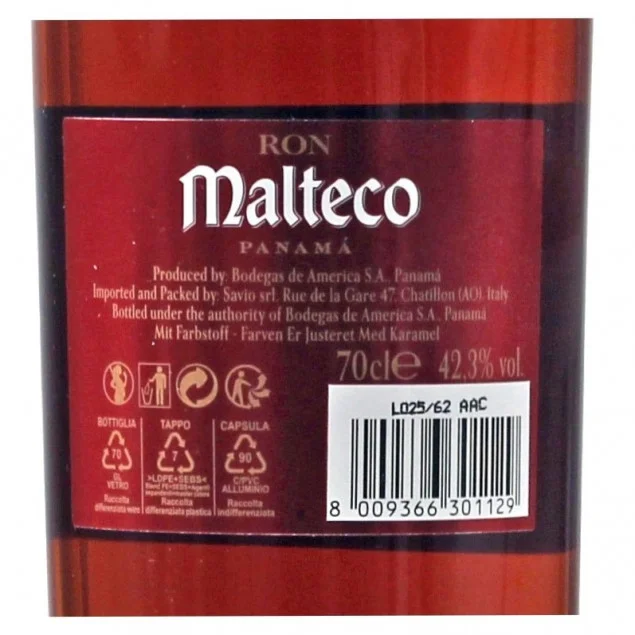 RON
Malteco
PANAMÁ
Produced by: Bodegas de America S.A., Panamá
Imported and Packed by: Savio srl, Rue de la Gare 47, Chatillon (AO), Italy
Bottled under the authority of Bodegas de America S.A., Panamá
Mit Farbstoff - Farven Er Justeret Med Karamel
70cl e 42,3% vol.
L025/62 AAC
8 009366 301129
BOTTIGLIA
70
GL
VETRO
Raccolta
differenziata vetro
TAPPO
7
>LDPE+SEBS<
Raccolta
differenziata plastica
CAPSULA
90
C/PVC
ALLUMINIO
Raccolta
indifferenziata